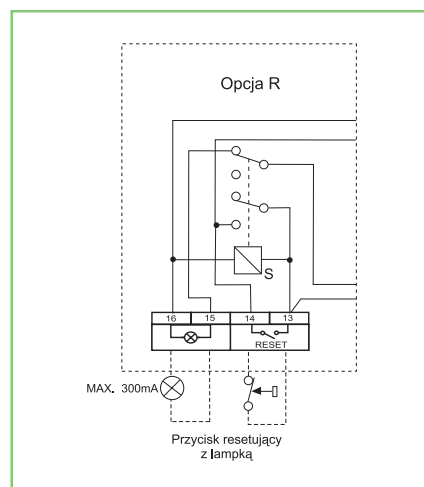 Opcja R
S
16 15 14 13
RESET
MAX. 300mA
Przycisk resetujący
z lampką